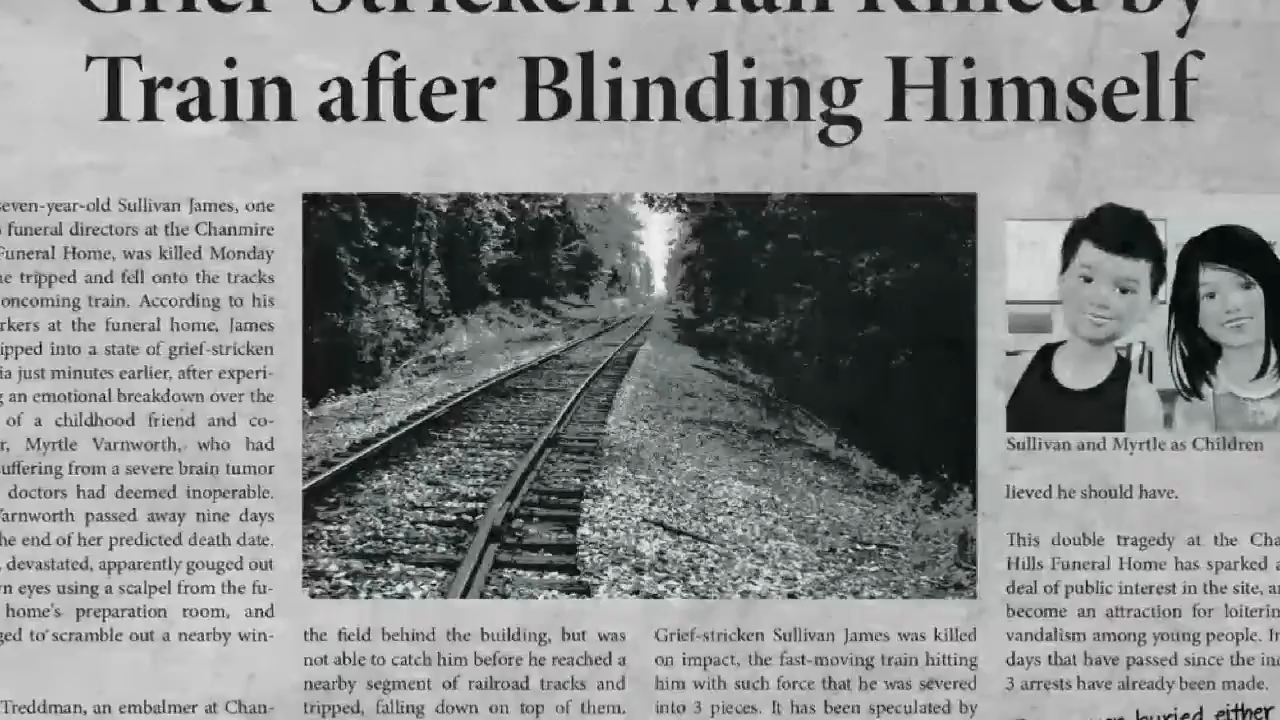 Grief-Stricken Man Killed by
Train after Blinding Himself
seven-year-old Sullivan James, one
funeral directors at the Chanmire
Funeral Home, was killed Monday
he tripped and fell onto the tracks
oncoming train. According to his
rkers at the funeral home, James
ipped into a state of grief-stricken
ia just minutes earlier, after experi-
g an emotional breakdown over the
of a childhood friend and co-
r, Myrtle Varnworth, who had
suffering from a severe brain tumor
doctors had deemed inoperable.
Varnworth passed away nine days
he end of her predicted death date.
, devastated, apparently gouged out
wn eyes using a scalpel from the fu-
home's preparation room, and
ged to scramble out a nearby win-
Treddman, an embalmer at Chan-
the field behind the building, but was
not able to catch him before he reached a
nearby segment of railroad tracks and
tripped, falling down on top of them.
Grief-stricken Sullivan James was killed
on impact, the fast-moving train hitting
him with such force that he was severed
into 3 pieces. It has been speculated by
Sullivan and Myrtle as Children
lieved he should have.
This double tragedy at the Cha
Hills Funeral Home has sparked a
deal of public interest in the site, a
become an attraction for loiterin
vandalism among young people. I
days that have passed since the in
3 arrests have already been made.
buried either